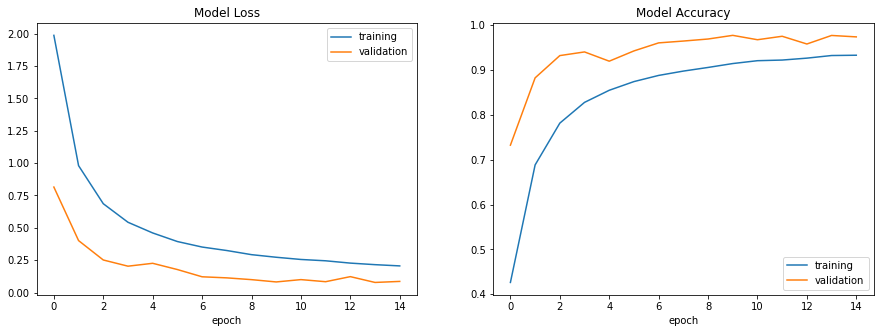 Model Loss
2.00
1.75
1.50
1.25
1.00
0.75
0.50
0.25
0.00
training
validation
0 2 4 6 8 10 12 14
epoch
Model Accuracy
1.0
0.9
0.8
0.7
0.6
0.5
0.4
training
validation
0 2 4 6 8 10 12 14
epoch